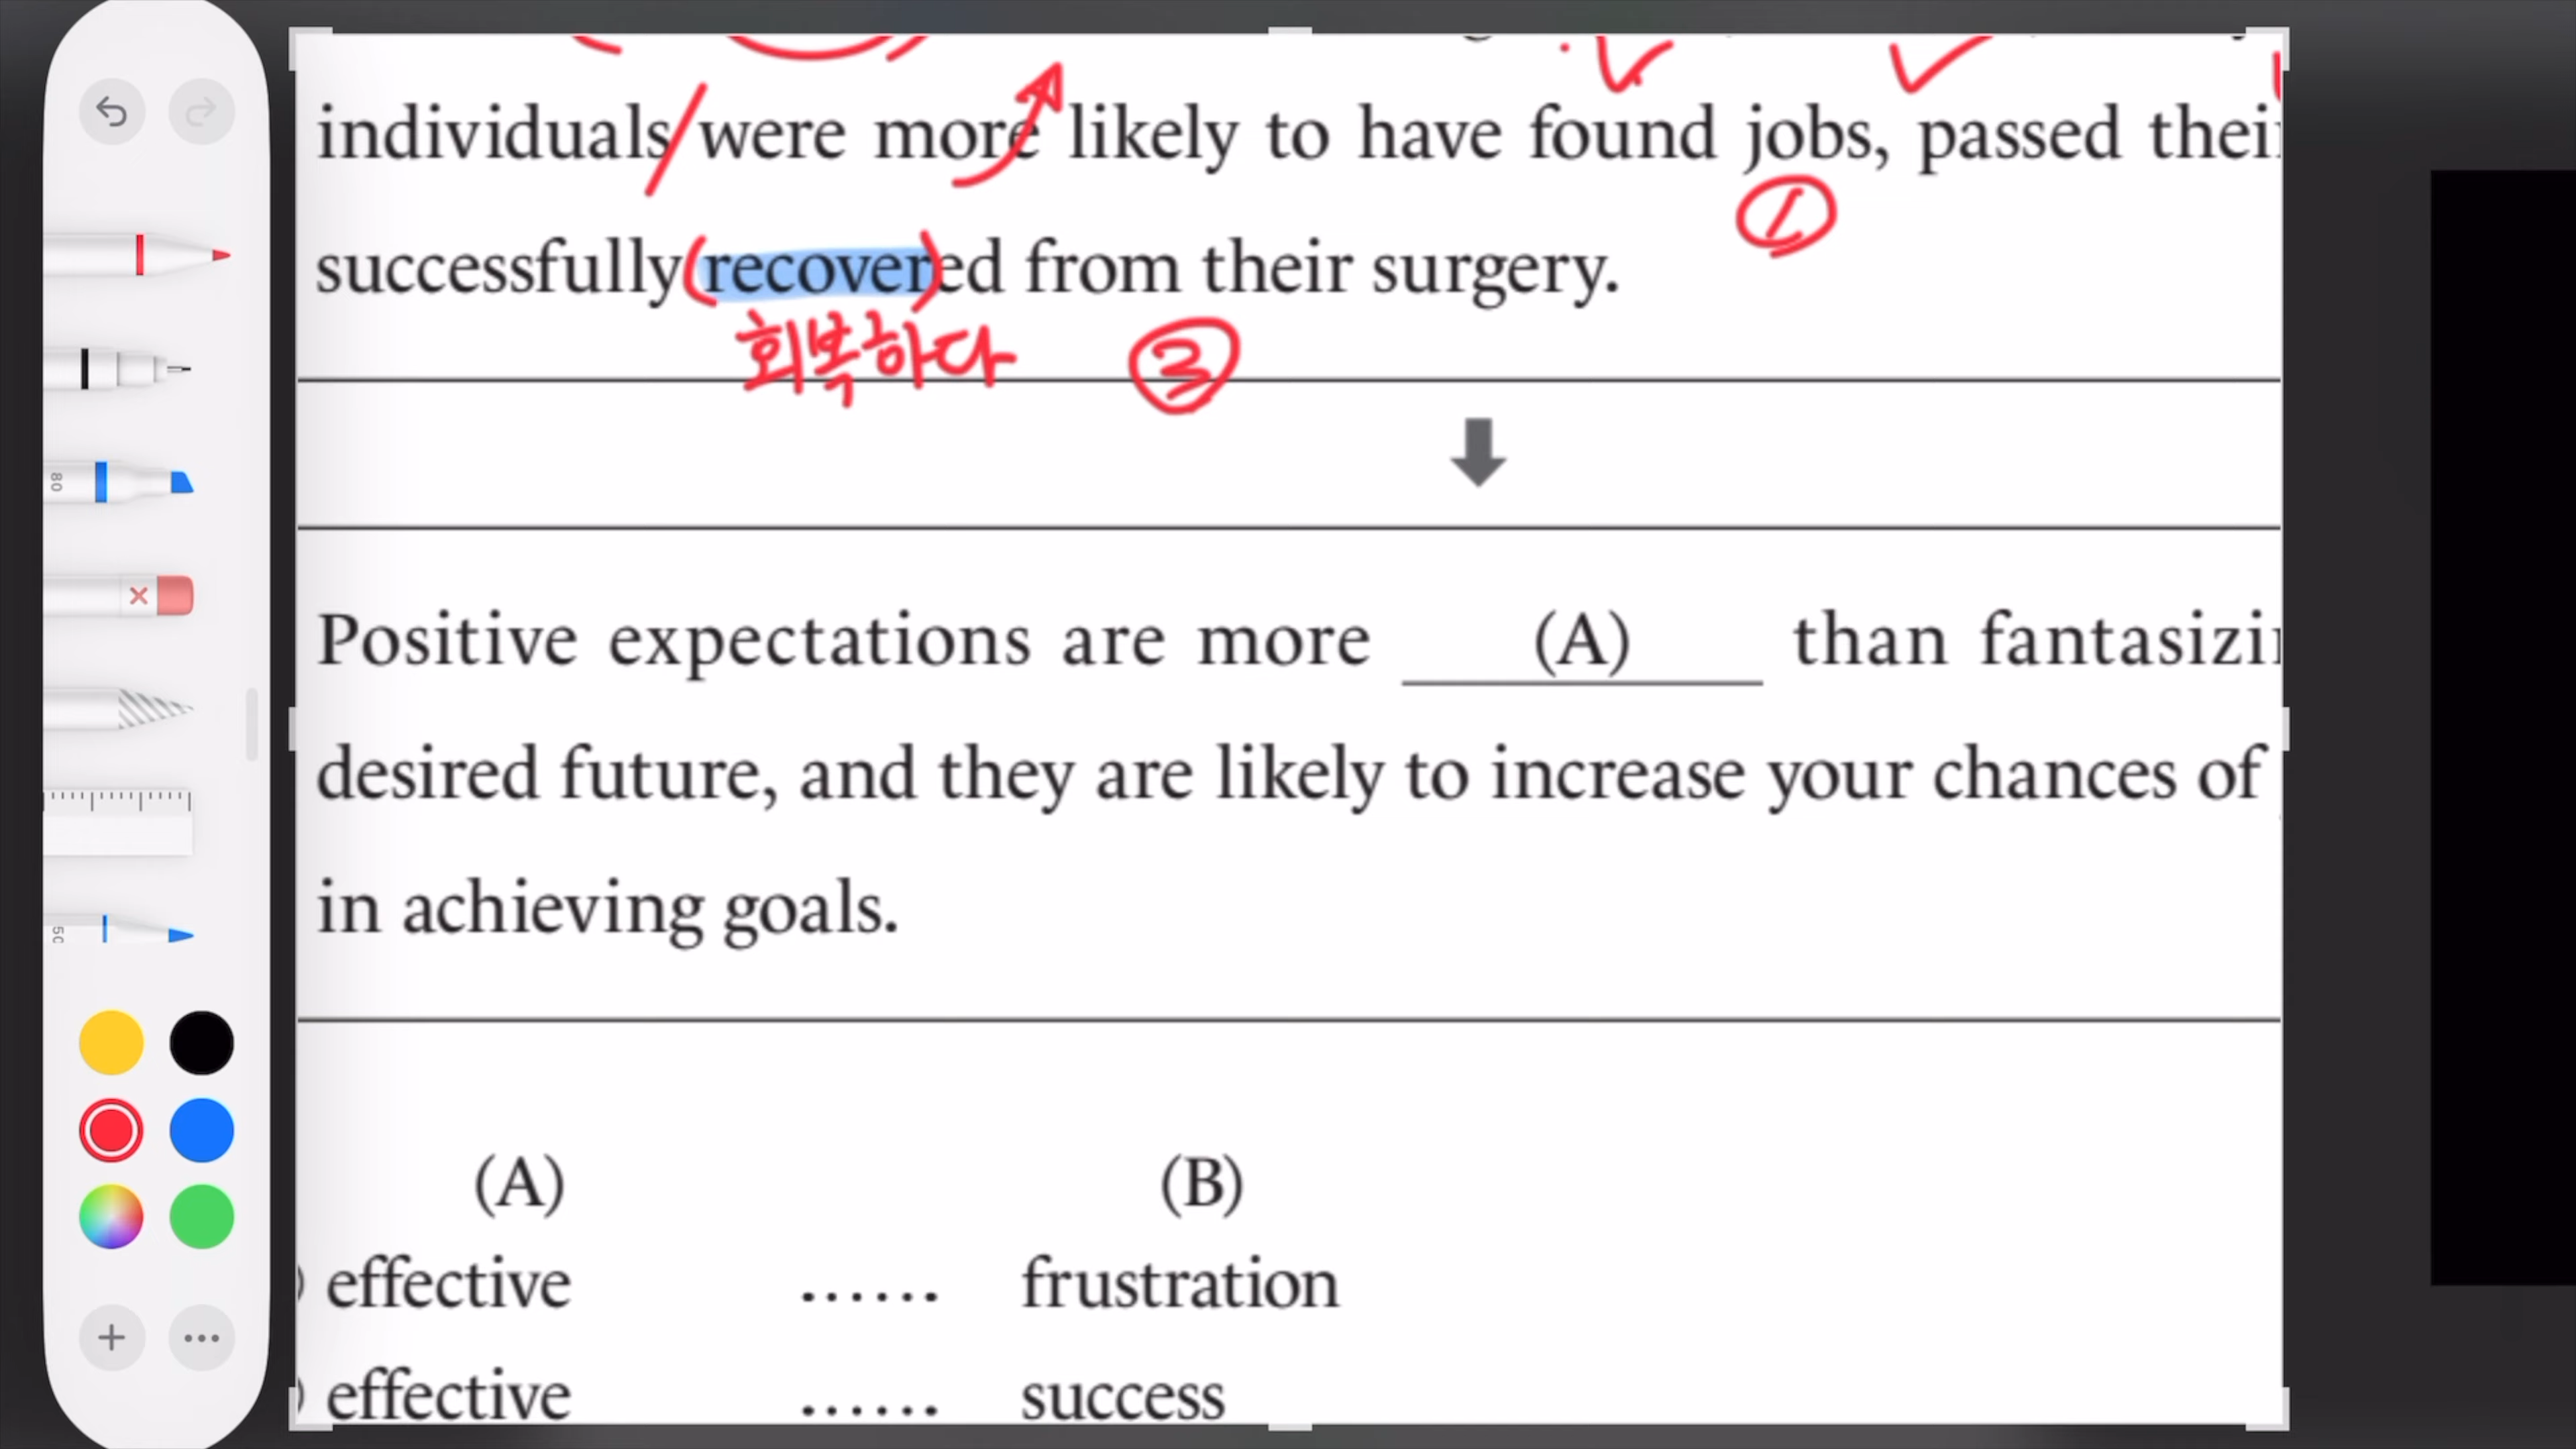 individuals were more likely to have found jobs, passed
successfully recovered from their surgery.
회복하다
①
③
Positive expectations are more (A) than
desired future, and they are likely to increase your chances of
in achieving goals.
(A) (B)
effective ...... frustration
effective ...... success
80